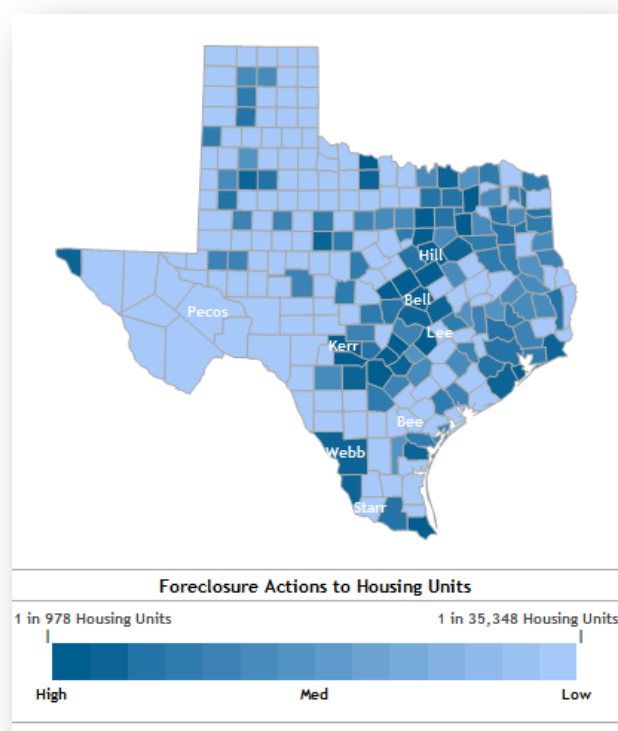 Hill
Bell
Pecos
Lee
Kerr
Bee
Webb
Starr
Foreclosure Actions to Housing Units
1 in 978 Housing Units 1 in 35,348 Housing Units
High Med Low